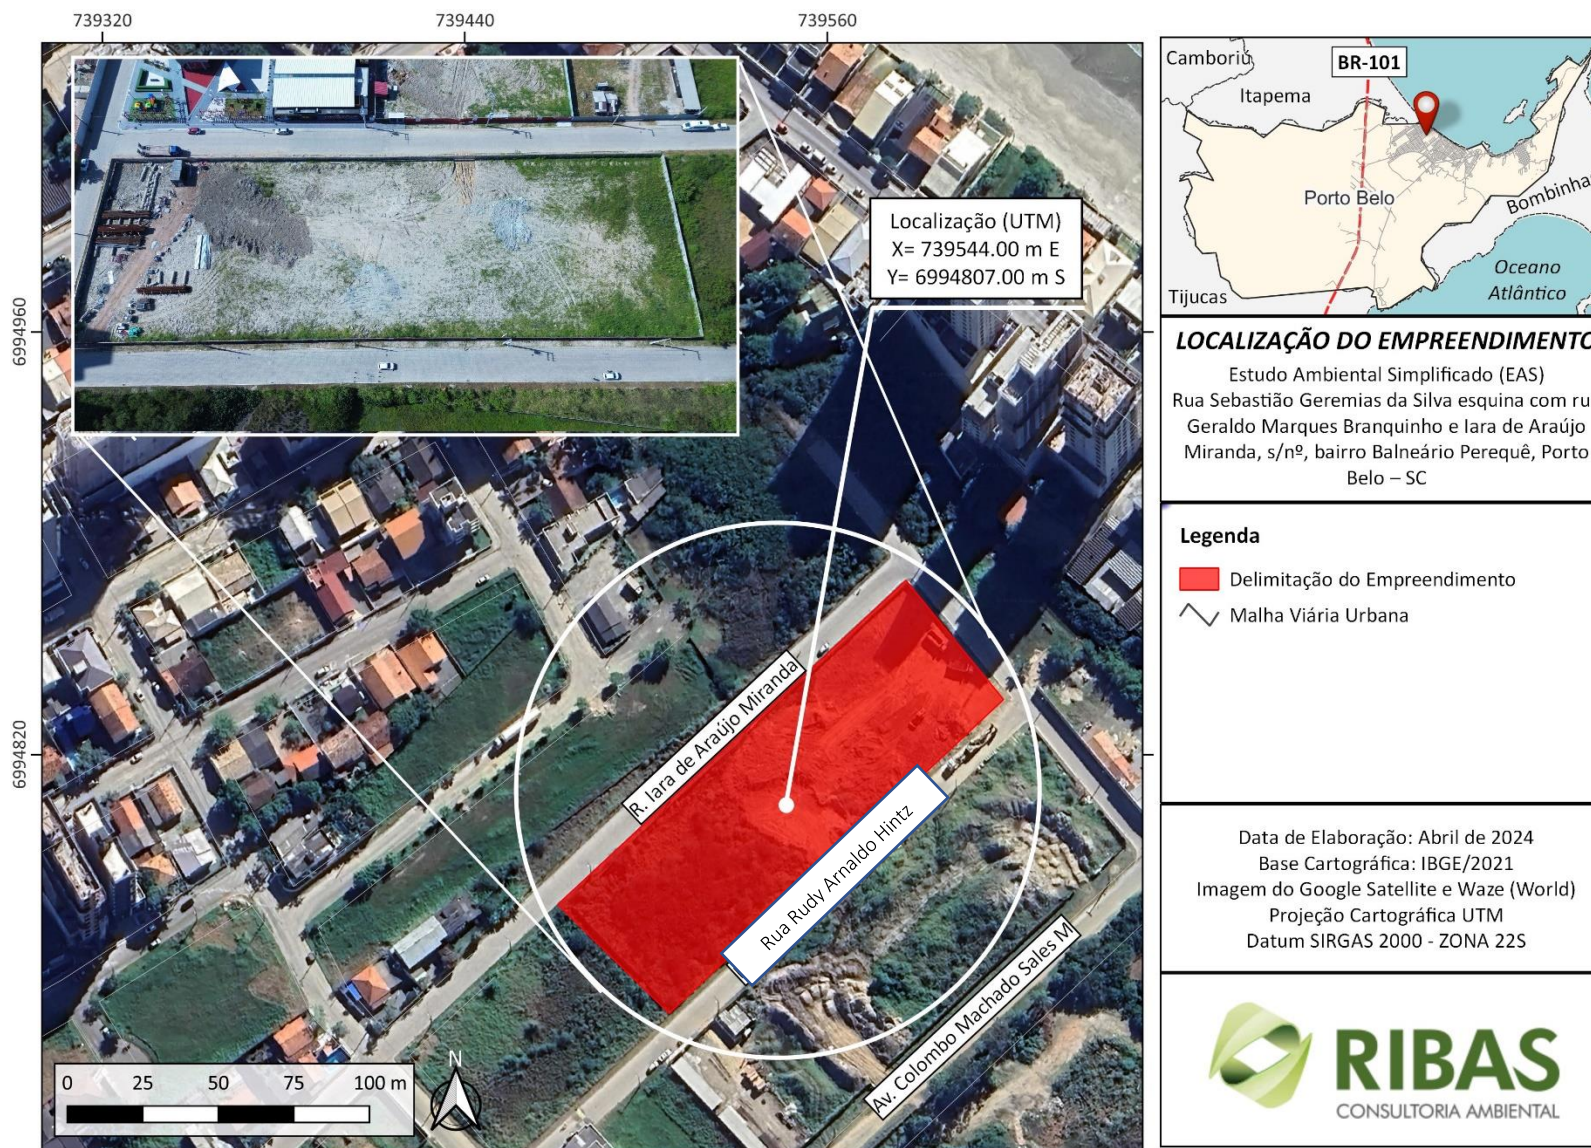 739320
739440
739560
6994960
6994820
Localização (UTM)
X= 739544.00 m E
Y= 6994807.00 m S
R. Iara de Araújo Miranda
Rua Rudy Arnaldo Hintz
Av. Colombo Machado Sales M
0 25 50 75 100 m
N
Camboriú
BR-101
Itapema
Porto Belo
Bombinha
Tijucas
Oceano
Atlântico
LOCALIZAÇÃO DO EMPREENDIMENTO
Estudo Ambiental Simplificado (EAS)
Rua Sebastião Geremias da Silva esquina com ru
Geraldo Marques Branquinho e Iara de Araújo
Miranda, s/nº, bairro Balneário Perequê, Porto
Belo – SC
Legenda
Delimitação do Empreendimento
Malha Viária Urbana
Data de Elaboração: Abril de 2024
Base Cartográfica: IBGE/2021
Imagem do Google Satellite e Waze (World)
Projeção Cartográfica UTM
Datum SIRGAS 2000 - ZONA 22S
RIBAS
CONSULTORIA AMBIENTAL